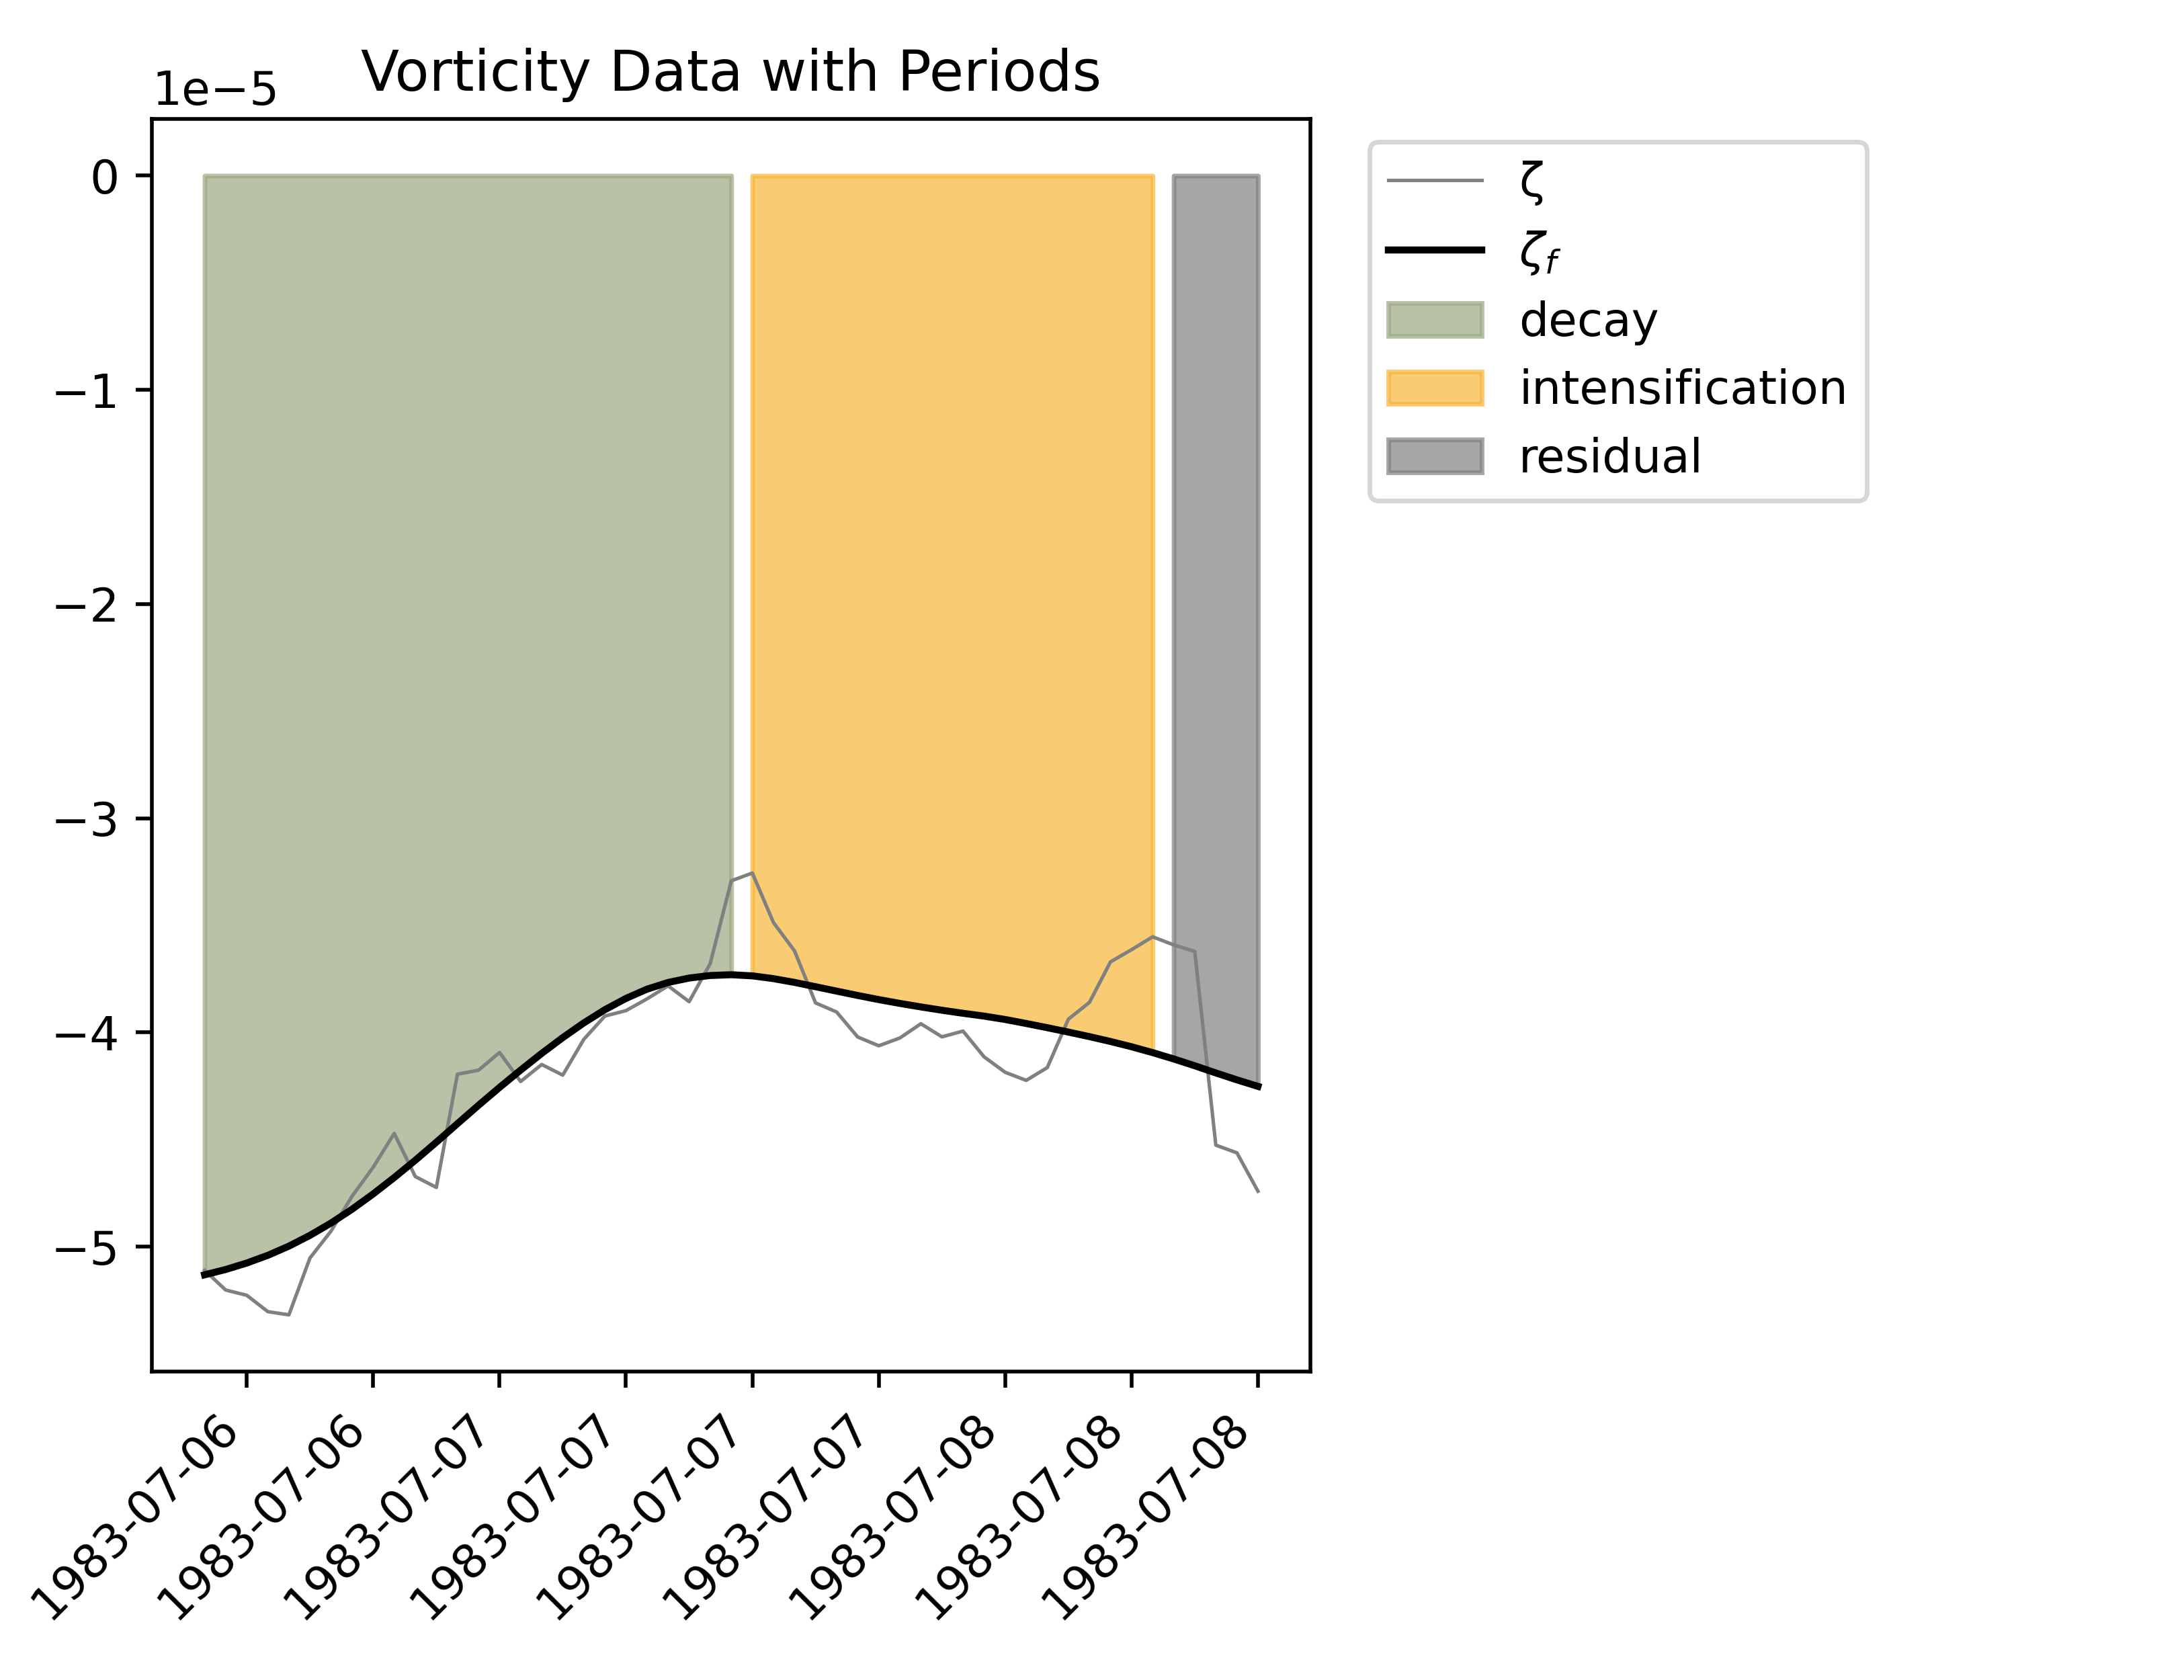 Vorticity Data with Periods
1e−5
0
−1
−2
−3
−4
−5
1983-07-06
1983-07-06
1983-07-07
1983-07-07
1983-07-07
1983-07-07
1983-07-08
1983-07-08
1983-07-08
ζ
ζf
decay
intensification
residual